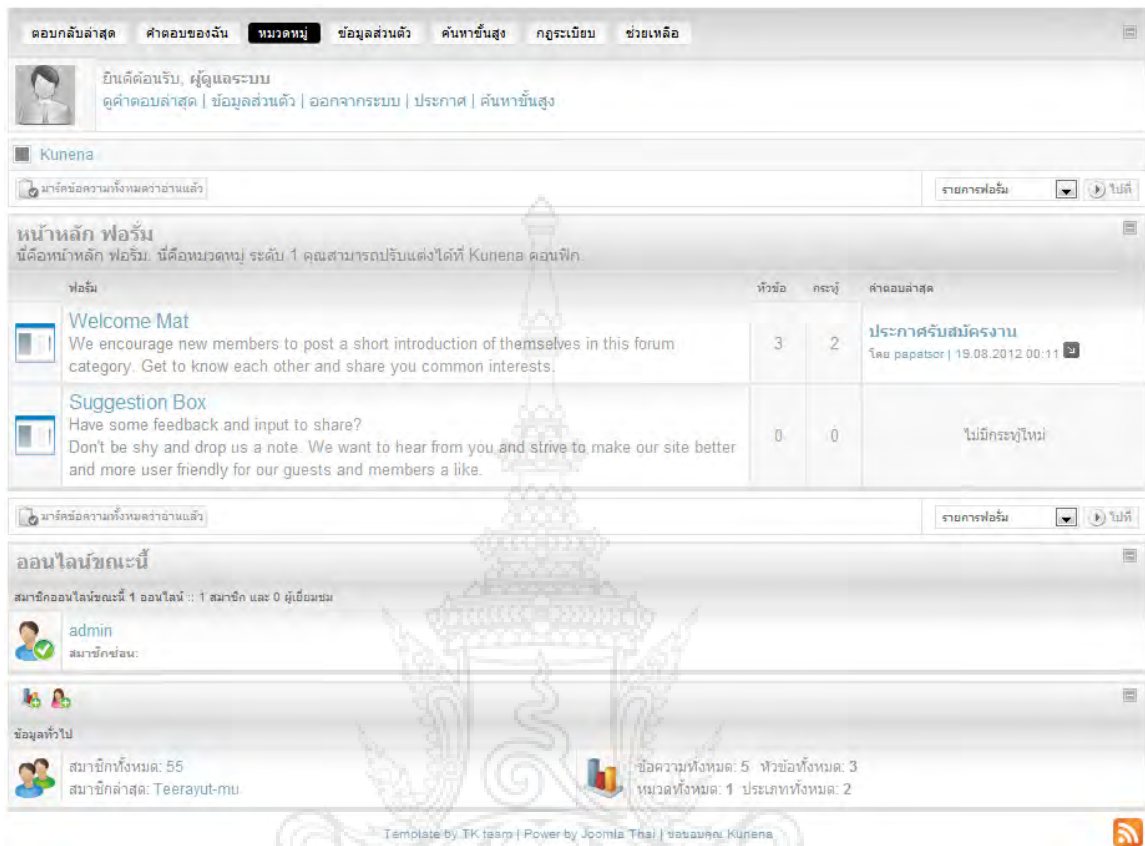 ตอบกลับล่าสุด คำตอบของฉัน หมวดหมู่ ข้อมูลส่วนตัว ค้นหาขั้นสูง กฎระเบียบ ช่วยเหลือ
ยินดีต้อนรับ, ผู้ดูแลระบบ
ดูคำตอบล่าสุด | ข้อมูลส่วนตัว | ออกจากระบบ | ประกาศ | ค้นหาขั้นสูง
Kunena
มาร์คข้อความทั้งหมดว่าอ่านแล้ว รายการฟอรั่ม ไปที่
หน้าหลัก ฟอรั่ม
นี่คือหน้าหลัก ฟอรั่ม. นี่คือหมวดหมู่ ระดับ 1 คุณสามารถปรับแต่งได้ที่ Kunena คอนฟิก
ฟอรั่ม หัวข้อ กระทู้ คำตอบล่าสุด
Welcome Mat
We encourage new members to post a short introduction of themselves in this forum
category. Get to know each other and share you common interests.
3 2
ประกาศรับสมัครงาน
โดย papatsor | 19.08.2012 00:11
Suggestion Box
Have some feedback and input to share?
Don't be shy and drop us a note. We want to hear from you and strive to make our site better
and more user friendly for our guests and members a like.
0 0 ไม่มีกระทู้ใหม่
มาร์คข้อความทั้งหมดว่าอ่านแล้ว รายการฟอรั่ม ไปที่
ออนไลน์ขณะนี้
สมาชิกออนไลน์ขณะนี้ 1 ออนไลน์ :: 1 สมาชิก และ 0 ผู้เยี่ยมชม
admin
สมาชิกซ่อน:
ข้อมูลทั่วไป
สมาชิกทั้งหมด: 55
สมาชิกล่าสุด: Teerayut-mu
ข้อความทั้งหมด: 5 หัวข้อทั้งหมด: 3
หมวดทั้งหมด: 1 ประเภททั้งหมด: 2
Template by TK team | Power by Joomla Thai | ขอขอบคุณ Kunena